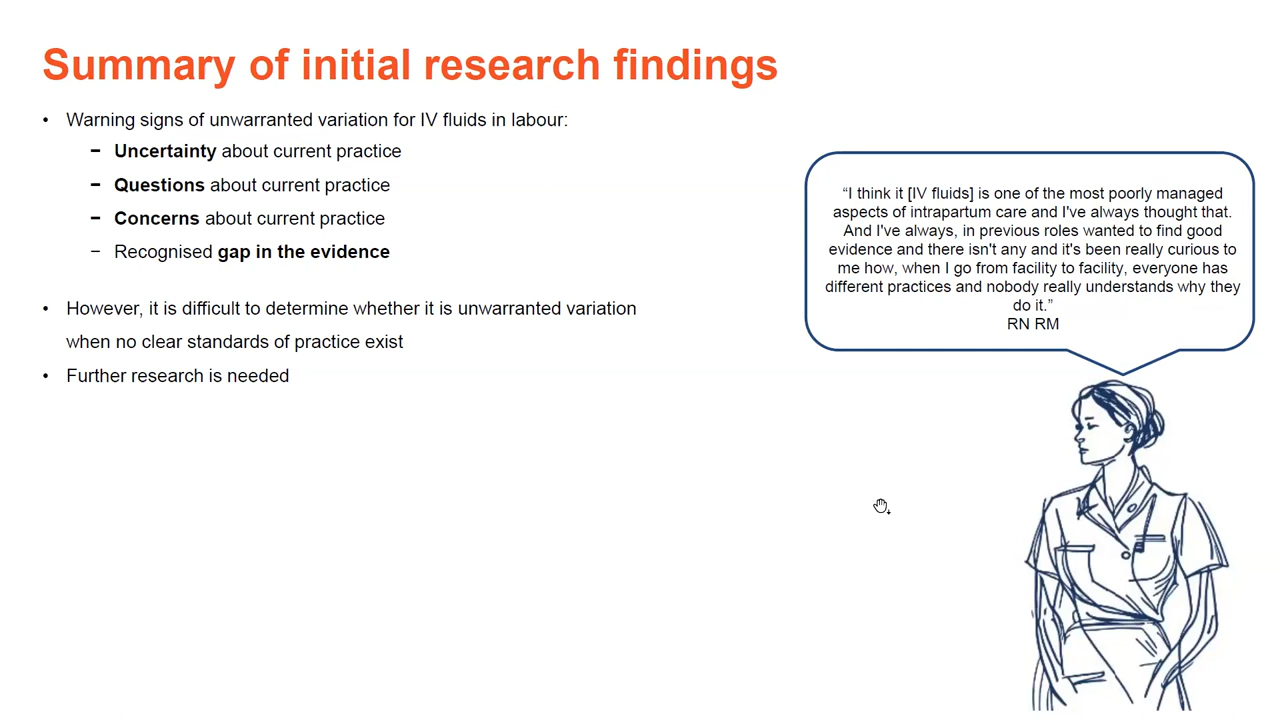 Summary of initial research findings
• Warning signs of unwarranted variation for IV fluids in labour:
– Uncertainty about current practice
– Questions about current practice
– Concerns about current practice
– Recognised gap in the evidence
• However, it is difficult to determine whether it is unwarranted variation
when no clear standards of practice exist
• Further research is needed
“I think it [IV fluids] is one of the most poorly managed
aspects of intrapartum care and I've always thought that.
And I've always, in previous roles wanted to find good
evidence and there isn't any and it's been really curious to
me how, when I go from facility to facility, everyone has
different practices and nobody really understands why they
do it.”
RN RM